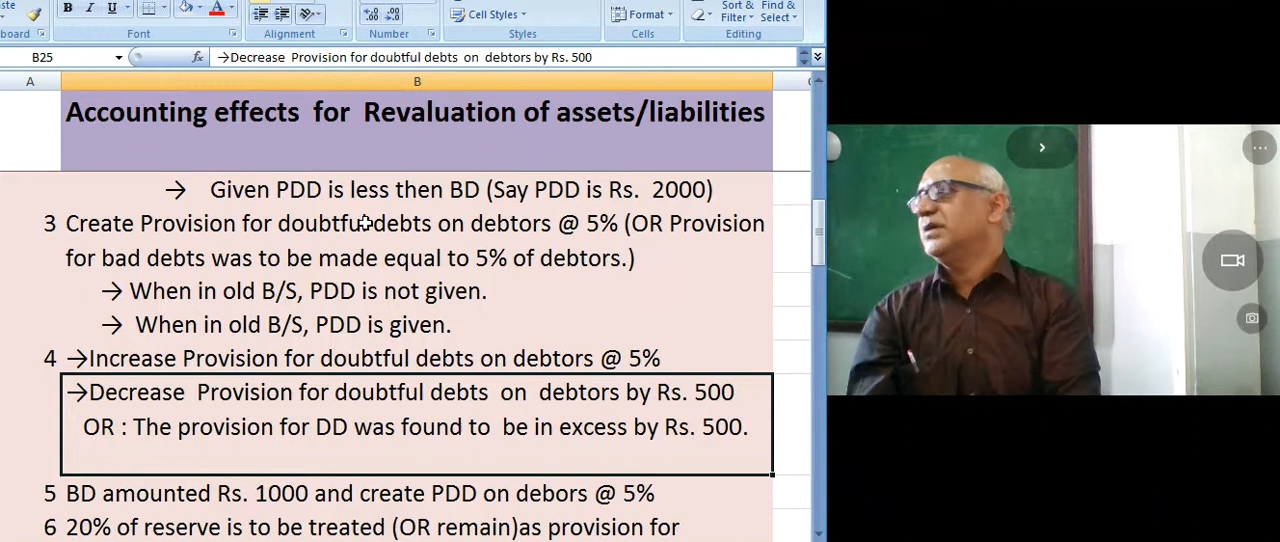 B I U A
Cell Styles
Format
Sort &
Filter
Find &
Select
board
Font
Alignment
Number
Styles
Cells
Editing
B25
fx
→Decrease Provision for doubtful debts on debtors by Rs. 500
A
B
Accounting effects for Revaluation of assets/liabilities
→ Given PDD is less then BD (Say PDD is Rs. 2000)
3 Create Provision for doubtful debts on debtors @ 5% (OR Provision
for bad debts was to be made equal to 5% of debtors.)
→ When in old B/S, PDD is not given.
→ When in old B/S, PDD is given.
4 →Increase Provision for doubtful debts on debtors @ 5%
→Decrease Provision for doubtful debts on debtors by Rs. 500
OR : The provision for DD was found to be in excess by Rs. 500.
5 BD amounted Rs. 1000 and create PDD on debors @ 5%
6 20% of reserve is to be treated (OR remain)as provision for